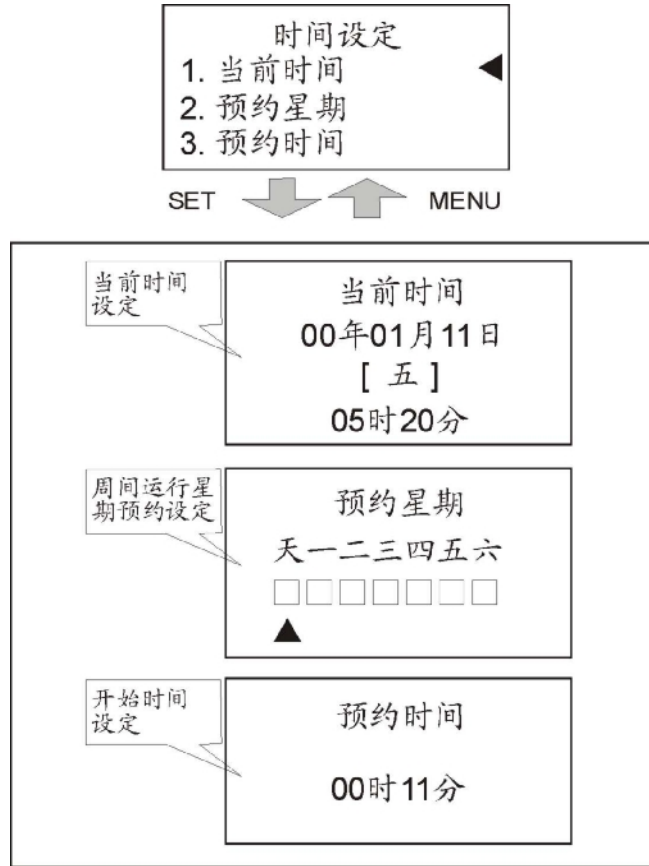 时间设定
1. 当前时间
2. 预约星期
3. 预约时间
SET MENU
当前时间
设定
当前时间
00年01月11日
[ 五 ]
05时20分
周间运行星
期预约设定
预约星期
天一二三四五六
开始时间
设定
预约时间
00时11分